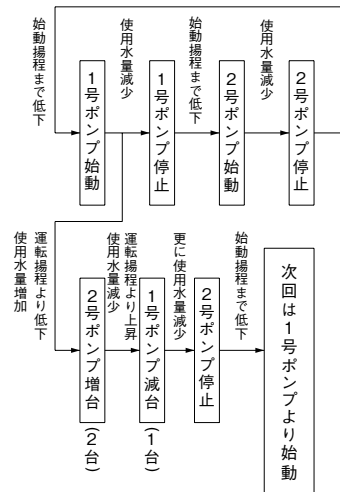 始動揚程まで低下
1号ポンプ始動
使用水量減少
1号ポンプ停止
始動揚程まで低下
2号ポンプ始動
使用水量減少
2号ポンプ停止
運転揚程より低下
使用水量増加
2号ポンプ増台(2台)
運転揚程より上昇
使用水量減少
1号ポンプ減台(1台)
更に使用水量減少
2号ポンプ停止
始動揚程まで低下
次回は1号ポンプより始動